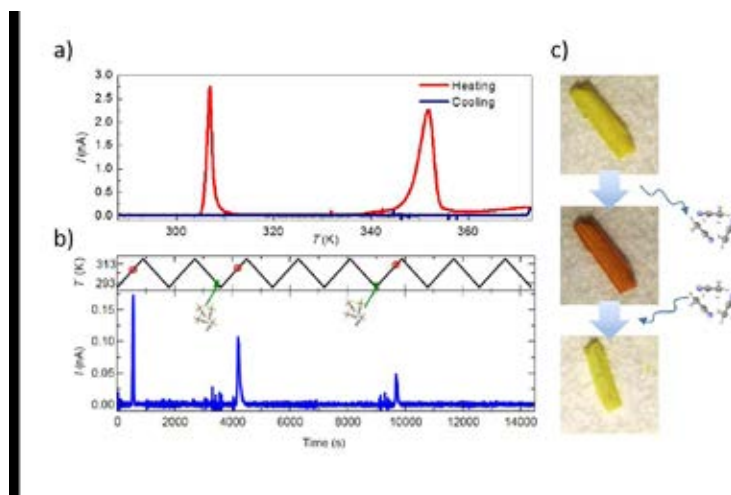 a)
3.0
2.5
2.0
1.5
1.0
0.5
0.0
I (nA)
Heating
Cooling
300
320
340
360
T (K)
b)
T (K)
313
293
I (nA)
0.15
0.10
0.05
0.00
0
2000
4000
6000
8000
10000
12000
14000
Time (s)
c)